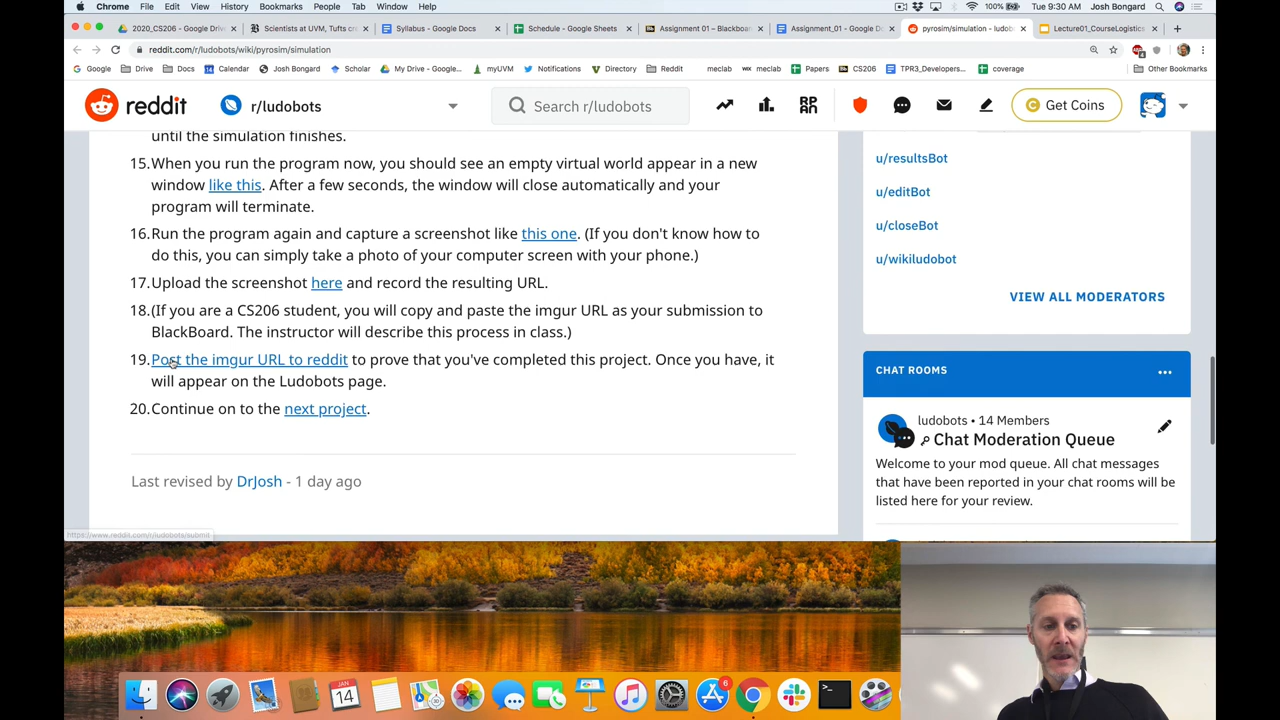 Chrome File Edit View History Bookmarks People Tab Window Help 100% Tue 9:30 AM Josh Bongard
2020_CS206 - Google Driv Scientists at UVM, Tufts cr Syllabus - Google Docs Schedule - Google Sheets Assignment 01 – Blackboar Assignment_01 - Google D pyrosim/simulation - ludob Lecture01_CourseLogistics
reddit.com/r/ludobots/wiki/pyrosim/simulation
Google Drive Docs Calendar Josh Bongard Scholar My Drive - Google... myUVM Notifications Directory Reddit meclab meclab Papers CS206 TPR3_Developers... coverage Other Bookmarks
reddit r/ludobots Search r/ludobots Get Coins
until the simulation finishes.
15. When you run the program now, you should see an empty virtual world appear in a new
window like this. After a few seconds, the window will close automatically and your
program will terminate.
16. Run the program again and capture a screenshot like this one. (If you don't know how to
do this, you can simply take a photo of your computer screen with your phone.)
17. Upload the screenshot here and record the resulting URL.
18. (If you are a CS206 student, you will copy and paste the imgur URL as your submission to
BlackBoard. The instructor will describe this process in class.)
19. Post the imgur URL to reddit to prove that you've completed this project. Once you have, it
will appear on the Ludobots page.
20. Continue on to the next project.
Last revised by DrJosh - 1 day ago
https://www.reddit.com/r/ludobots/submit
u/resultsBot
u/editBot
u/closeBot
u/wikiludobot
VIEW ALL MODERATORS
CHAT ROOMS
ludobots • 14 Members
Chat Moderation Queue
Welcome to your mod queue. All chat messages
that have been reported in your chat rooms will be
listed here for your review.
JAN
14
6